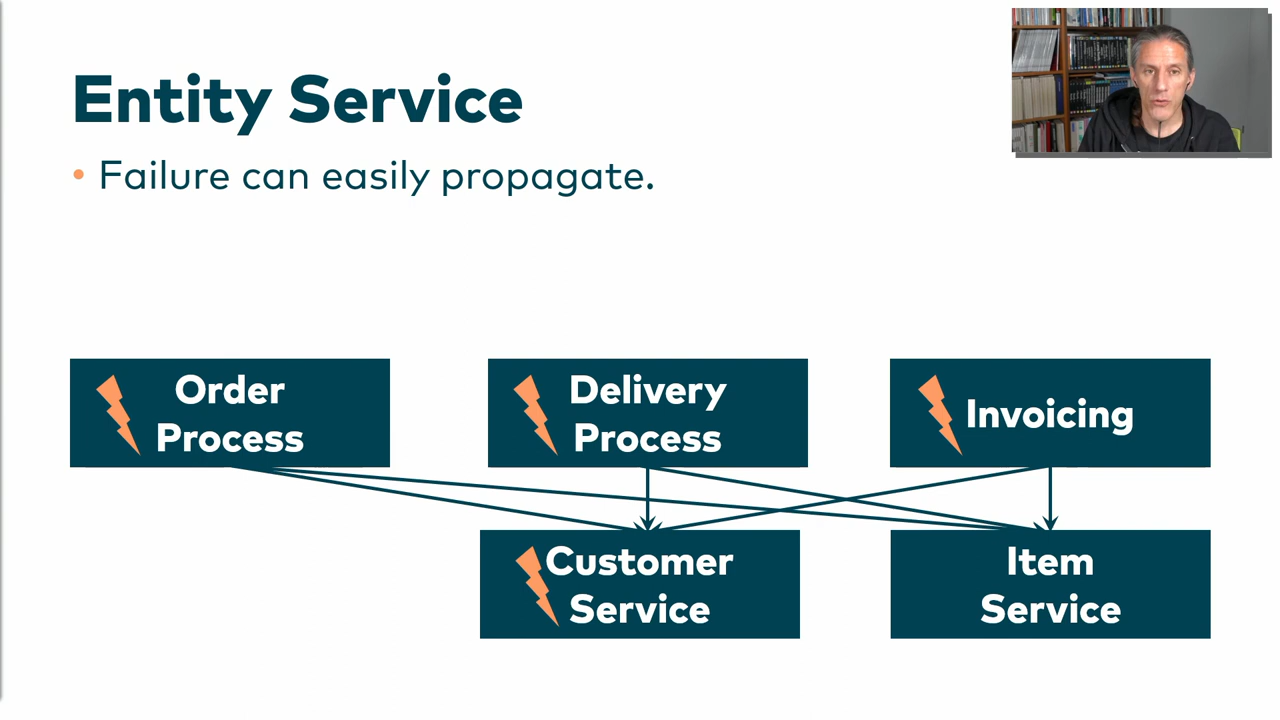 Entity Service
• Failure can easily propagate.
Order
Process
Delivery
Process
Invoicing
Customer
Service
Item
Service